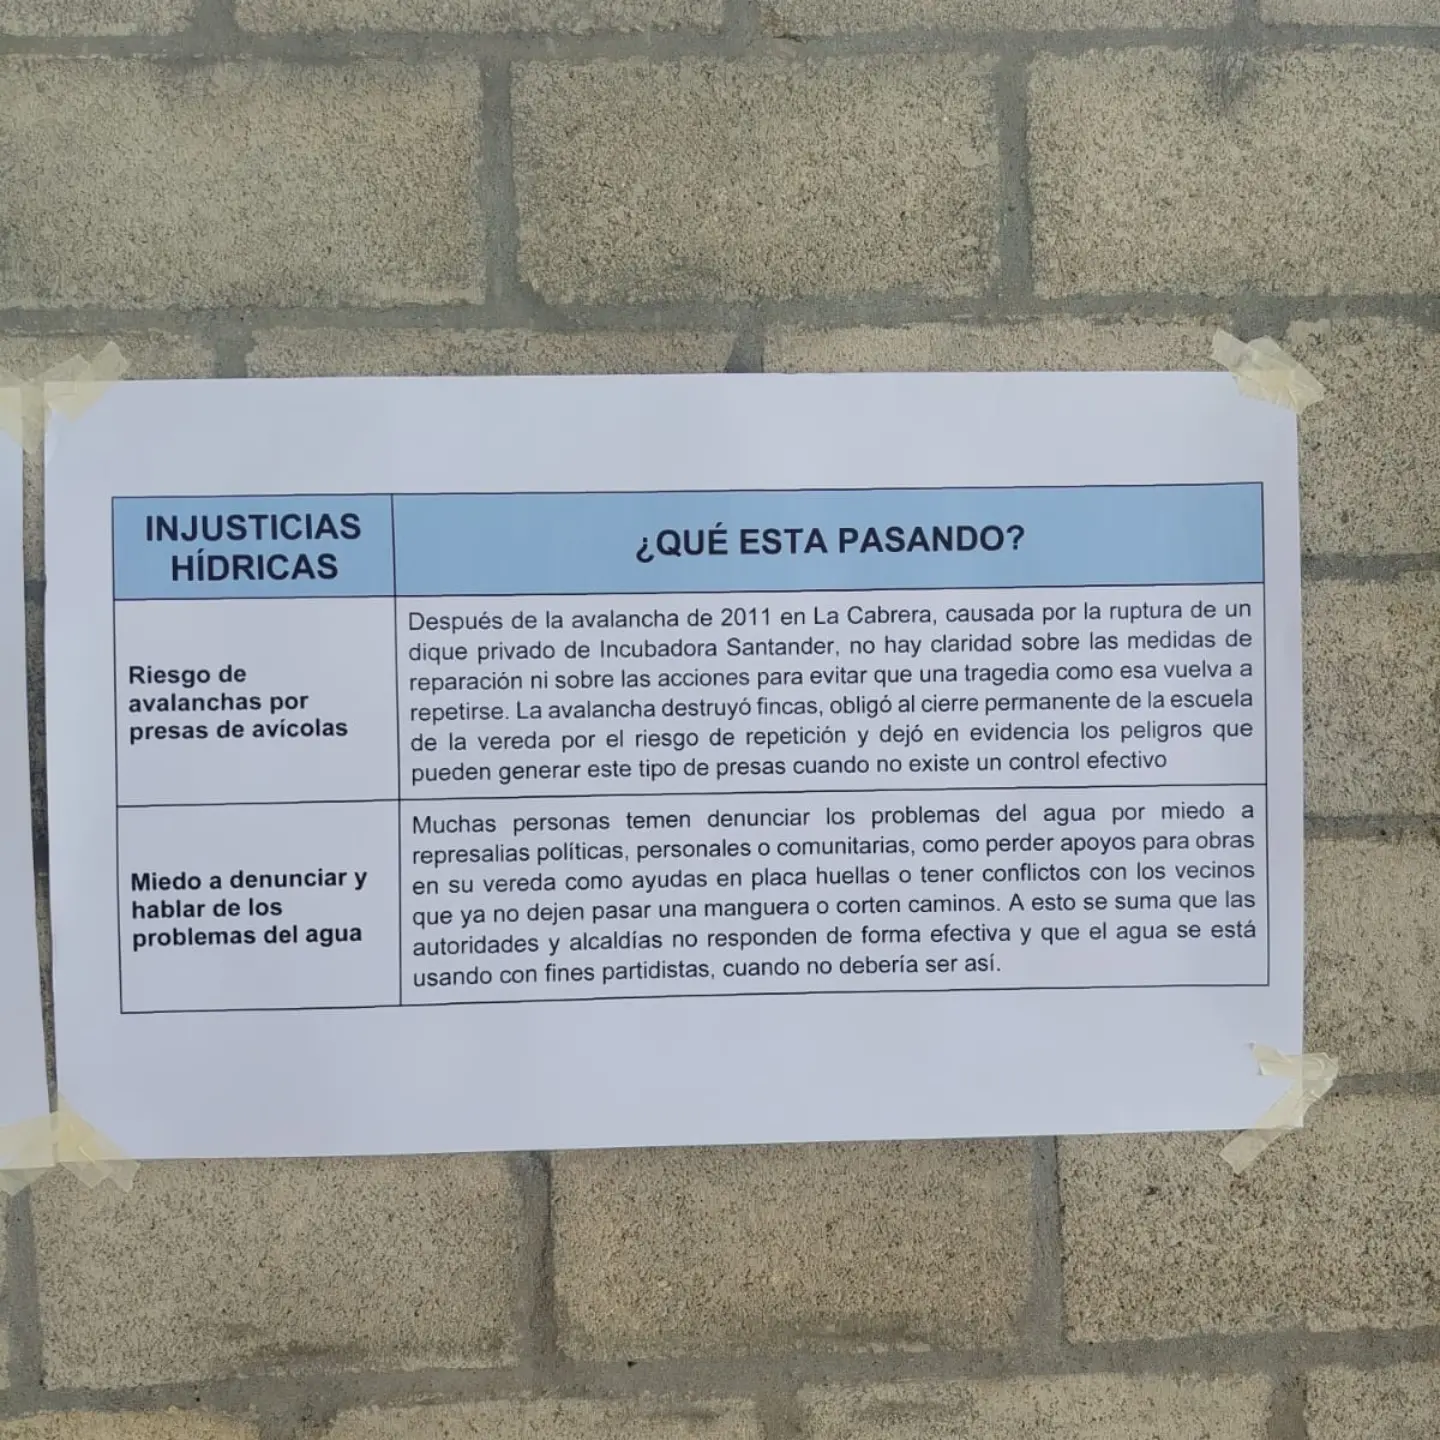 INJUSTICIAS
HÍDRICAS
¿QUÉ ESTA PASANDO?
Riesgo de
avalanchas por
presas de avícolas
Después de la avalancha de 2011 en La Cabrera, causada por la ruptura de un
dique privado de Incubadora Santander, no hay claridad sobre las medidas de
reparación ni sobre las acciones para evitar que una tragedia como esa vuelva a
repetirse. La avalancha destruyó fincas, obligó al cierre permanente de la escuela
de la vereda por el riesgo de repetición y dejó en evidencia los peligros que
pueden generar este tipo de presas cuando no existe un control efectivo
Miedo a denunciar y
hablar de los
problemas del agua
Muchas personas temen denunciar los problemas del agua por miedo a
represalias políticas, personales o comunitarias, como perder apoyos para obras
en su vereda como ayudas en placa huellas o tener conflictos con los vecinos
que ya no dejen pasar una manguera o corten caminos. A esto se suma que las
autoridades y alcaldías no responden de forma efectiva y que el agua se está
usando con fines partidistas, cuando no debería ser así.